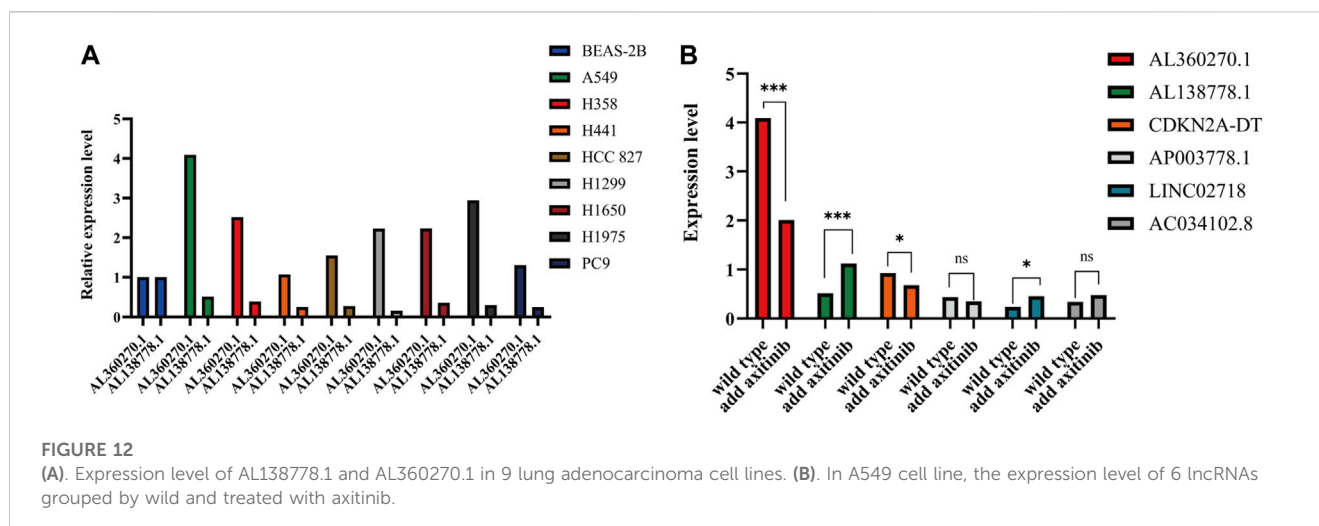 A
BEAS-2B
A549
H358
H441
HCC 827
H1299
H1650
H1975
PC9
Relative expression level
5
4
3
2
1
0
AL360270.1
AL138778.1
AL360270.1
AL138778.1
AL360270.1
AL138778.1
AL360270.1
AL138778.1
AL360270.1
AL138778.1
AL360270.1
AL138778.1
AL360270.1
AL138778.1
AL360270.1
AL138778.1
AL360270.1
AL138778.1
B
AL360270.1
AL138778.1
CDKN2A-DT
AP003778.1
LINC02718
AC034102.8
Expression level
5
4
3
2
1
0
***
***
*
ns
*
ns
wild type
add axitinib
wild type
add axitinib
wild type
add axitinib
wild type
add axitinib
wild type
add axitinib
wild type
add axitinib
FIGURE 12
(A). Expression level of AL138778.1 and AL360270.1 in 9 lung adenocarcinoma cell lines. (B). In A549 cell line, the expression level of 6 lncRNAs
grouped by wild and treated with axitinib.